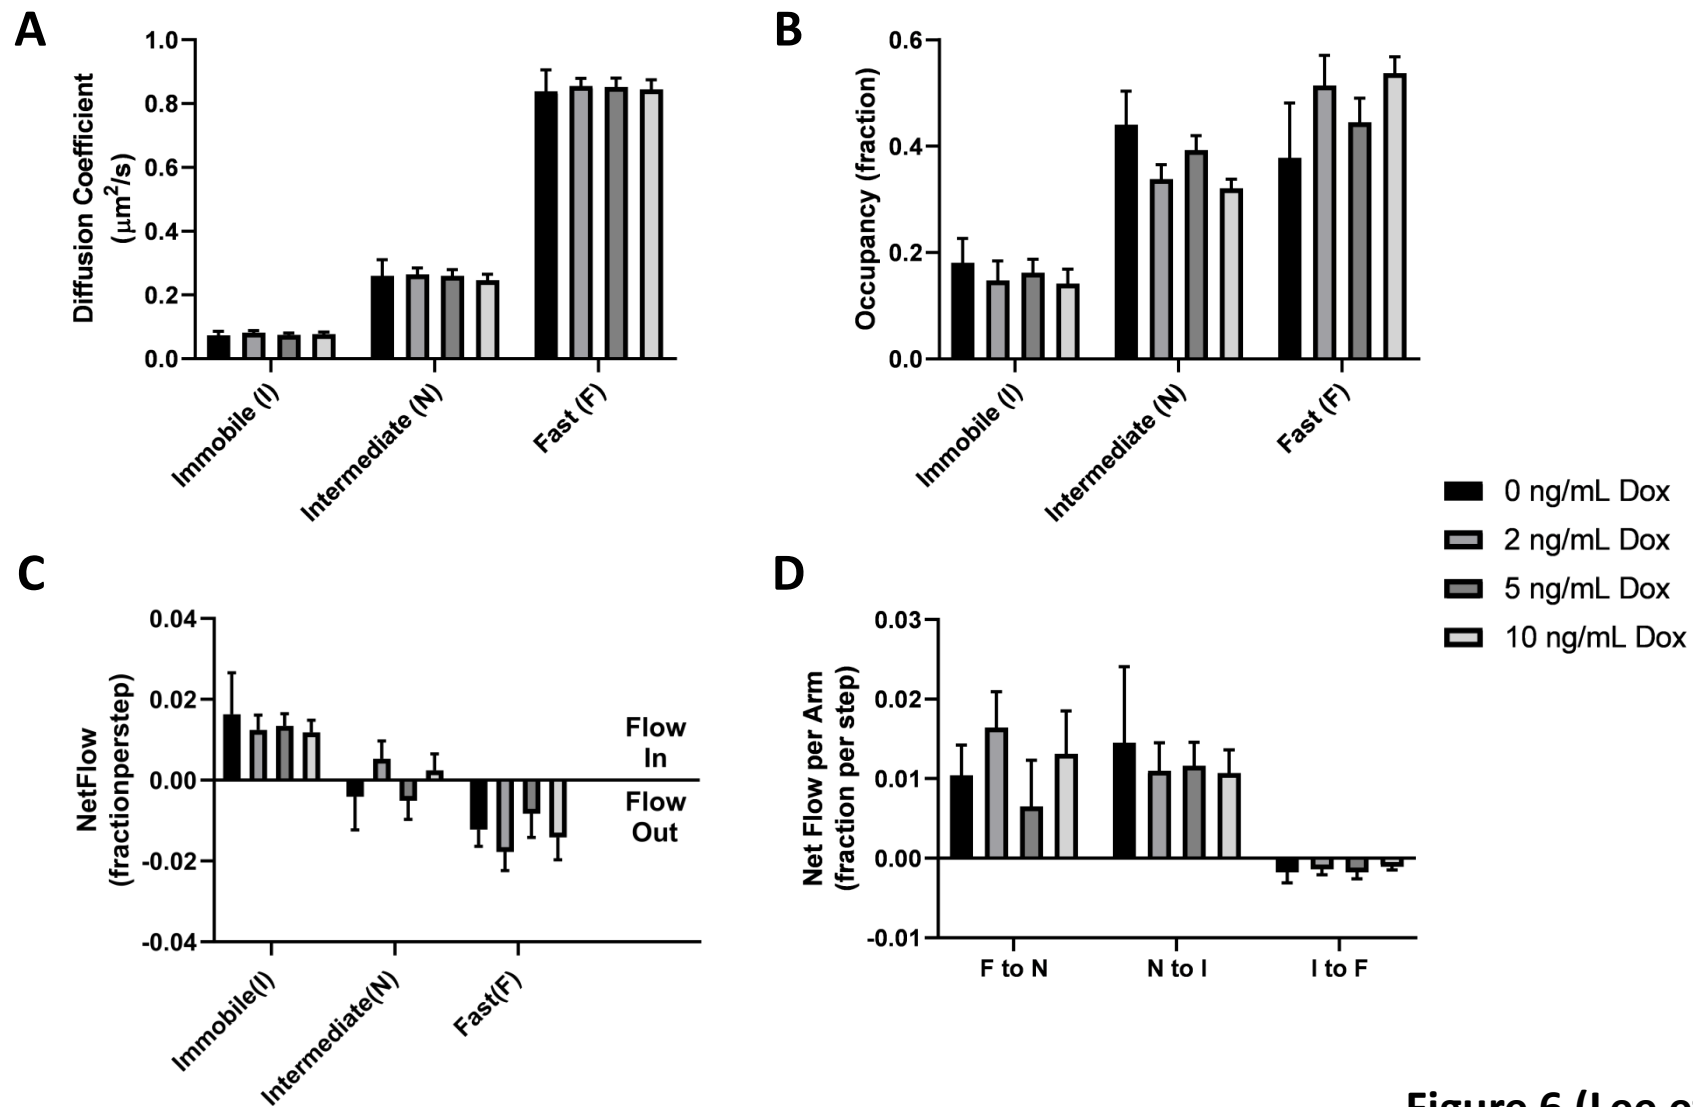 A
Diffusion Coefficient
(μm²/s)
1.0
0.8
0.6
0.4
0.2
0.0
Immobile (I)
Intermediate (N)
Fast (F)
B
Occupancy (fraction)
0.6
0.4
0.2
0.0
Immobile (I)
Intermediate (N)
Fast (F)
0 ng/mL Dox
2 ng/mL Dox
5 ng/mL Dox
10 ng/mL Dox
C
NetFlow
(fractionperstep)
0.04
0.02
0.00
-0.02
-0.04
Flow
In
Flow
Out
Immobile(I)
Intermediate(N)
Fast(F)
D
Net Flow per Arm
(fraction per step)
0.03
0.02
0.01
0.00
-0.01
F to N
N to I
I to F